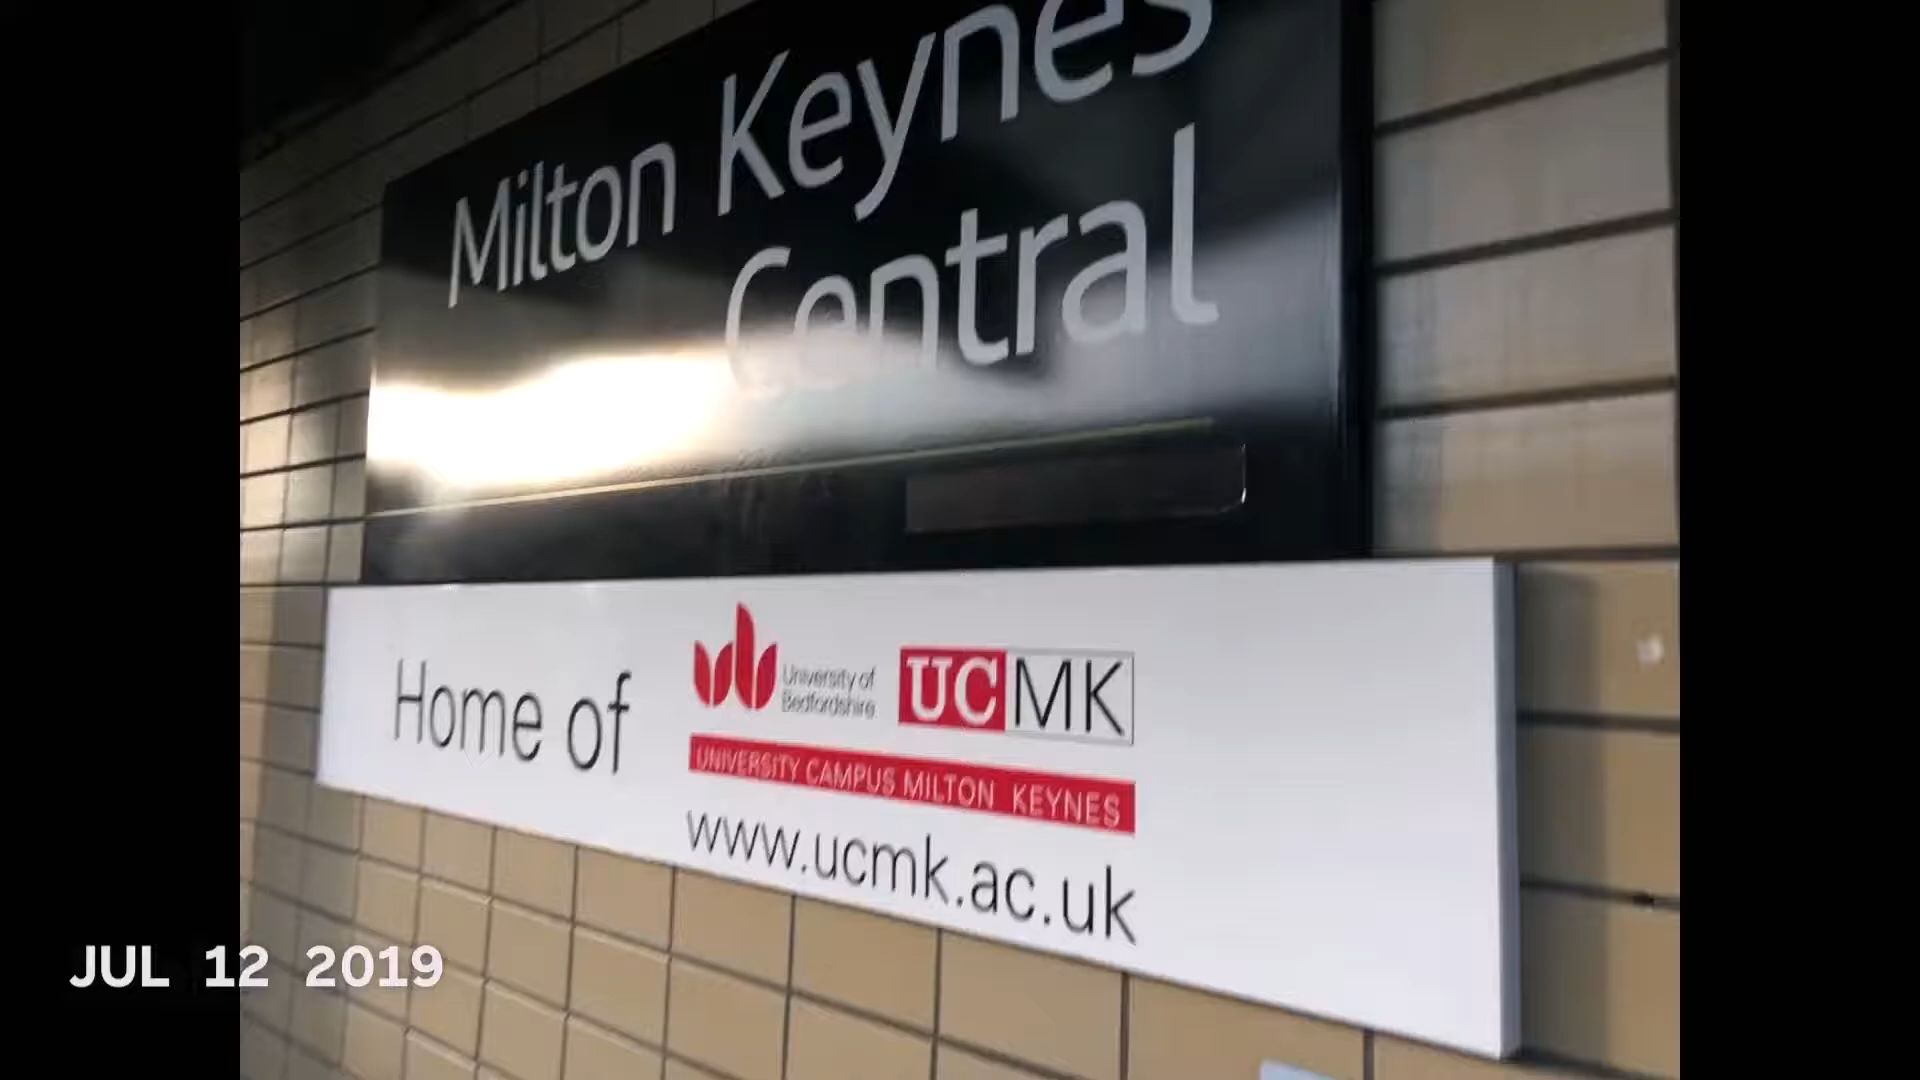 Milton Keynes
Central
Home of
University of
Bedfordshire
UCMK
UNIVERSITY CAMPUS MILTON KEYNES
www.ucmk.ac.uk
JUL 12 2019